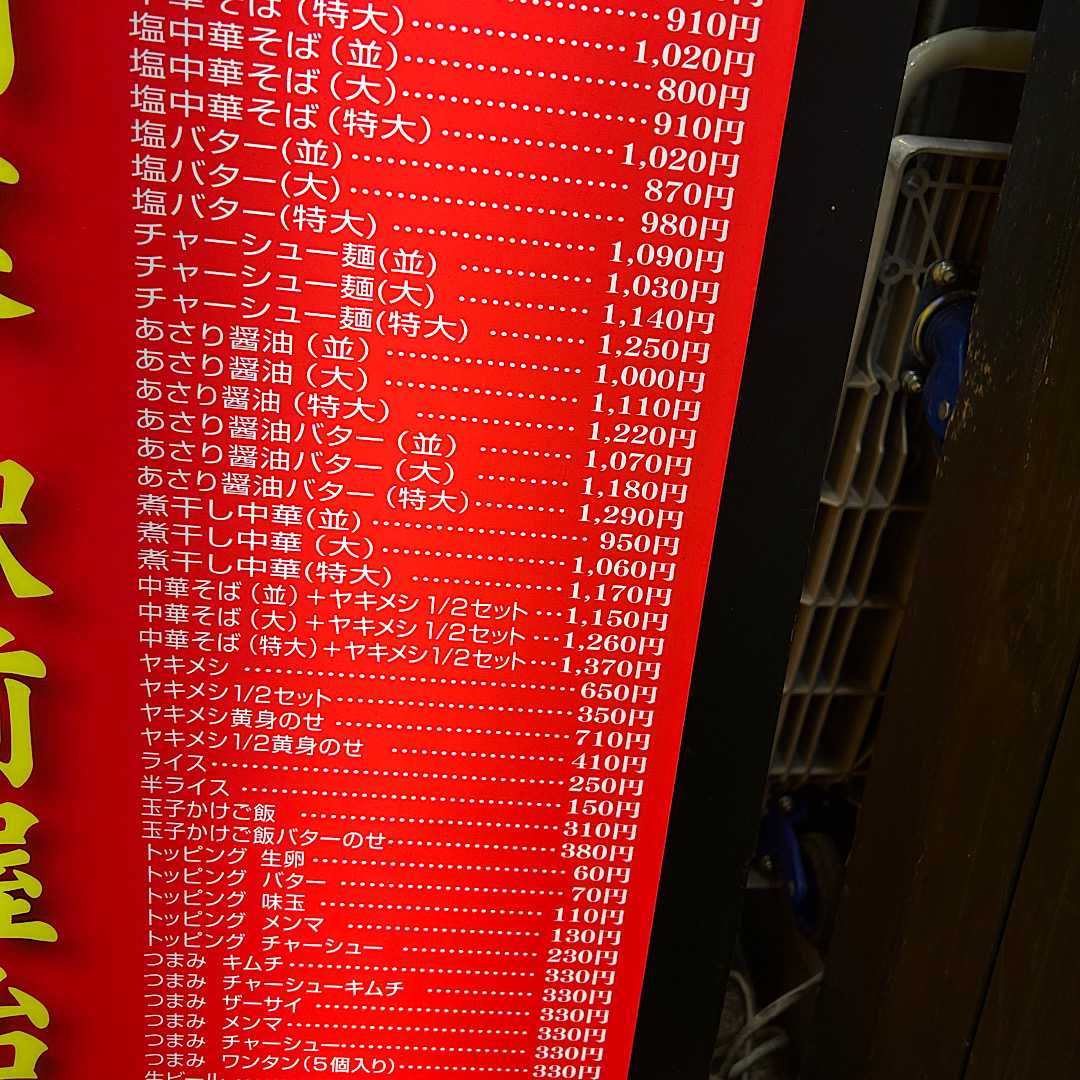 910円
中華そば(特大)……………………1,020円
塩中華そば(並)……………………800円
塩中華そば(大)……………………910円
塩中華そば(特大)…………………1,020円
塩バター(並)………………………870円
塩バター(大)………………………980円
塩バター(特大) …………………1,090円
チャーシュー麺(並) ……………1,030円
チャーシュー麺(大) ……………1,140円
チャーシュー麺(特大) …………1,250円
あさり醤油(並) …………………1,000円
あさり醤油(大) …………………1,110円
あさり醤油(特大) ………………1,220円
あさり醤油バター(並) …………1,070円
あさり醤油バター(大) …………1,180円
あさり醤油バター(特大)…………1,290円
煮干し中華(並) …………………950円
煮干し中華(大)……………………1,060円
煮干し中華(特大) ………………1,170円
中華そば(並)+ヤキメシ1/2セット…1,150円
中華そば(大)+ヤキメシ1/2セット…1,260円
中華そば(特大)+ヤキメシ1/2セット…1,370円
ヤキメシ ……………………………650円
ヤキメシ1/2セット…………………350円
ヤキメシ黄身のせ …………………710円
ヤキメシ1/2黄身のせ ……………410円
ライス………………………………250円
半ライス ……………………………150円
玉子かけご飯 ………………………310円
玉子かけご飯バターのせ……………380円
トッピング 生卵 …………………60円
トッピング バター ………………70円
トッピング 味玉 …………………110円
トッピング メンマ ………………130円
トッピング チャーシュー …………230円
つまみ キムチ………………………330円
つまみ チャーシューキムチ ………330円
つまみ ザーサイ ……………………330円
つまみ メンマ………………………330円
つまみ チャーシュー………………330円
つまみ ワンタン(5個入り)…………330円
生ビール